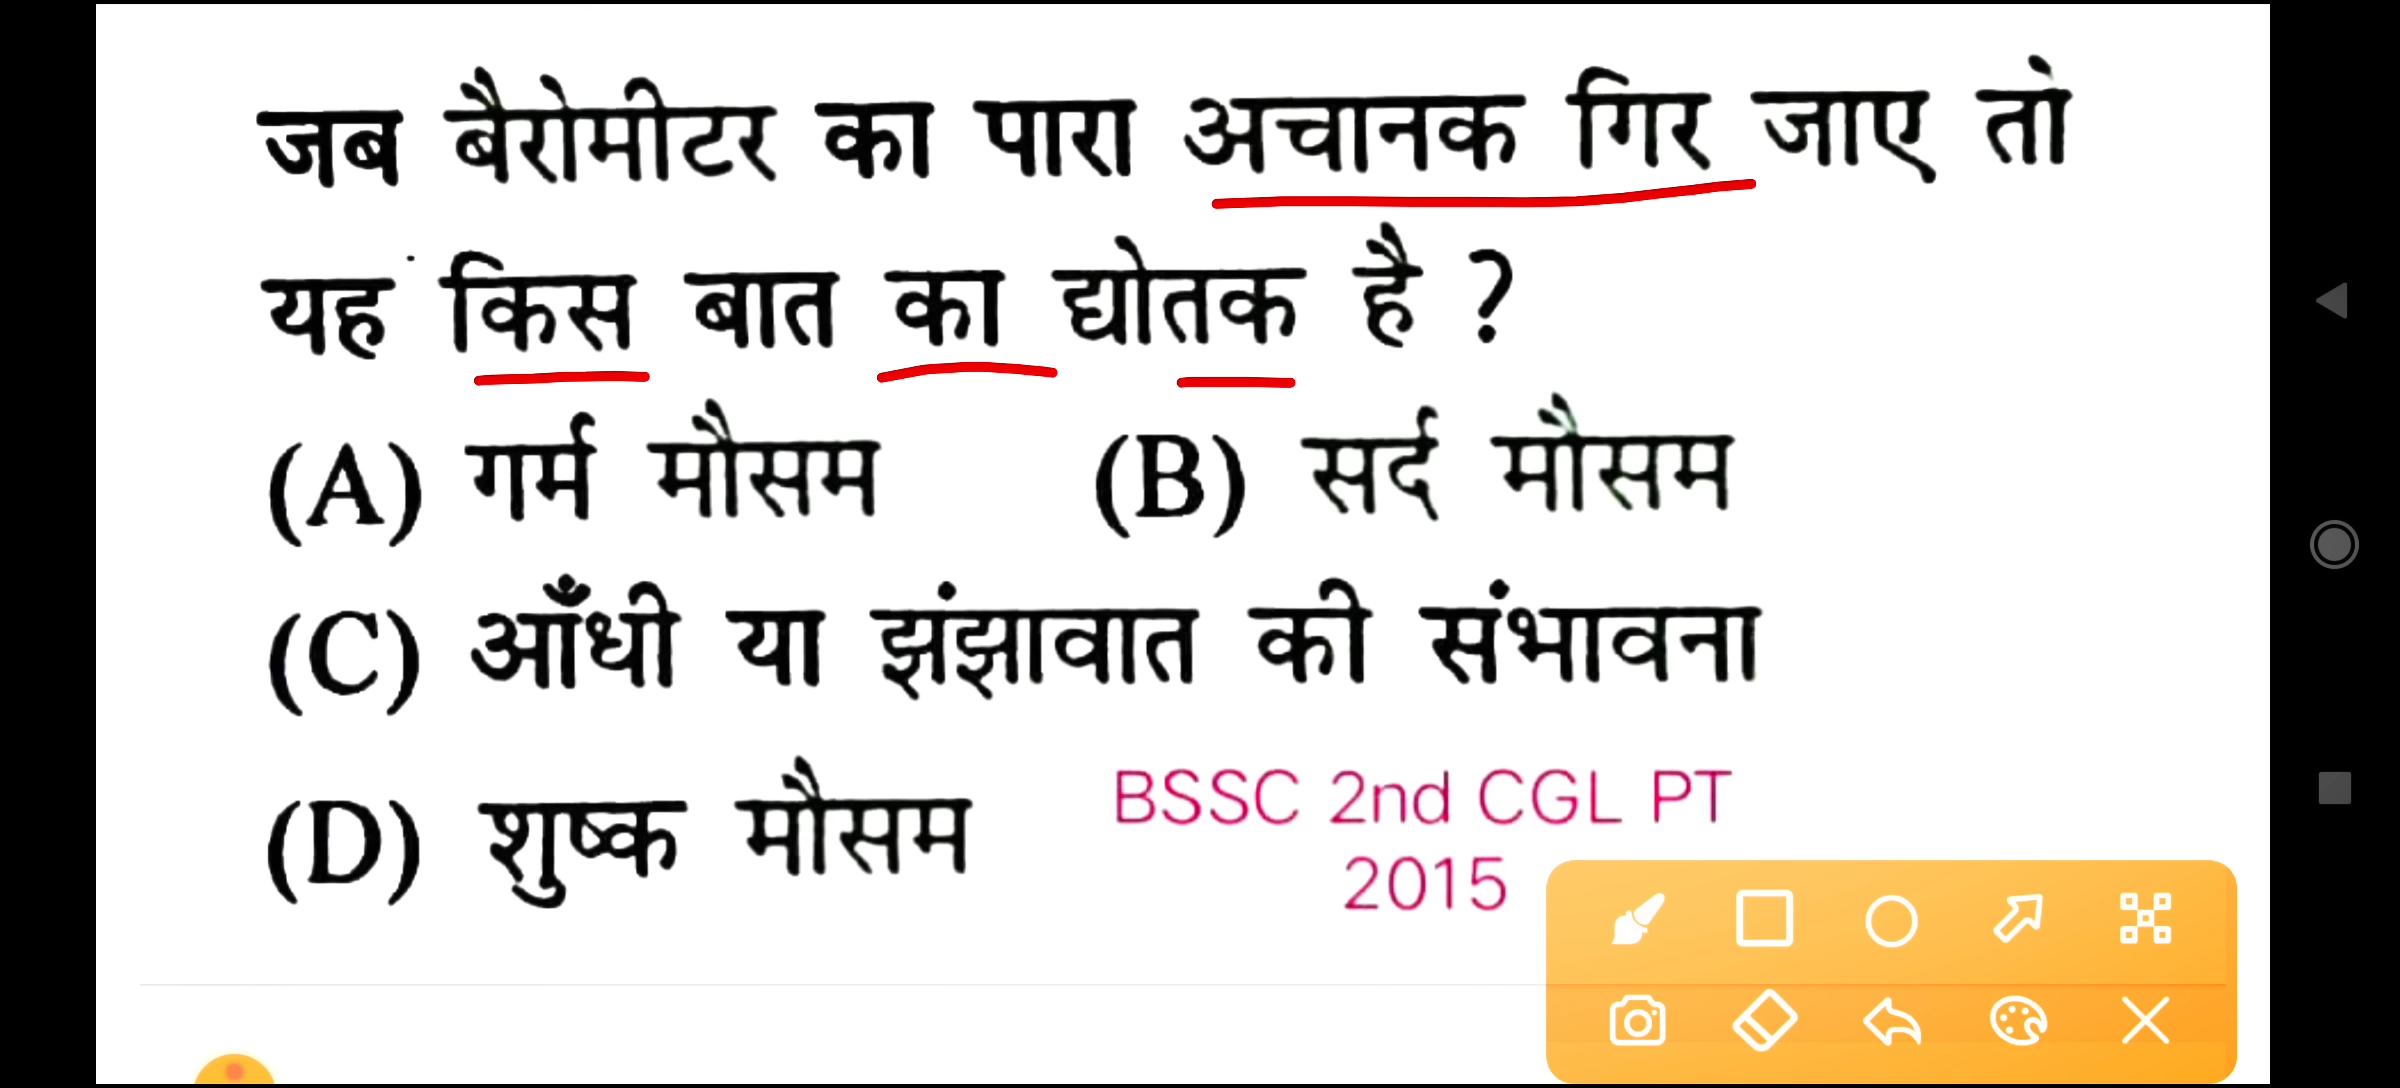 जब बैरोमीटर का पारा अचानक गिर जाए तो
यह किस बात का द्योतक है ?
(A) गर्म मौसम (B) सर्द मौसम
(C) आँधी या झंझावात की संभावना
(D) शुष्क मौसम
BSSC 2nd CGL PT
2015